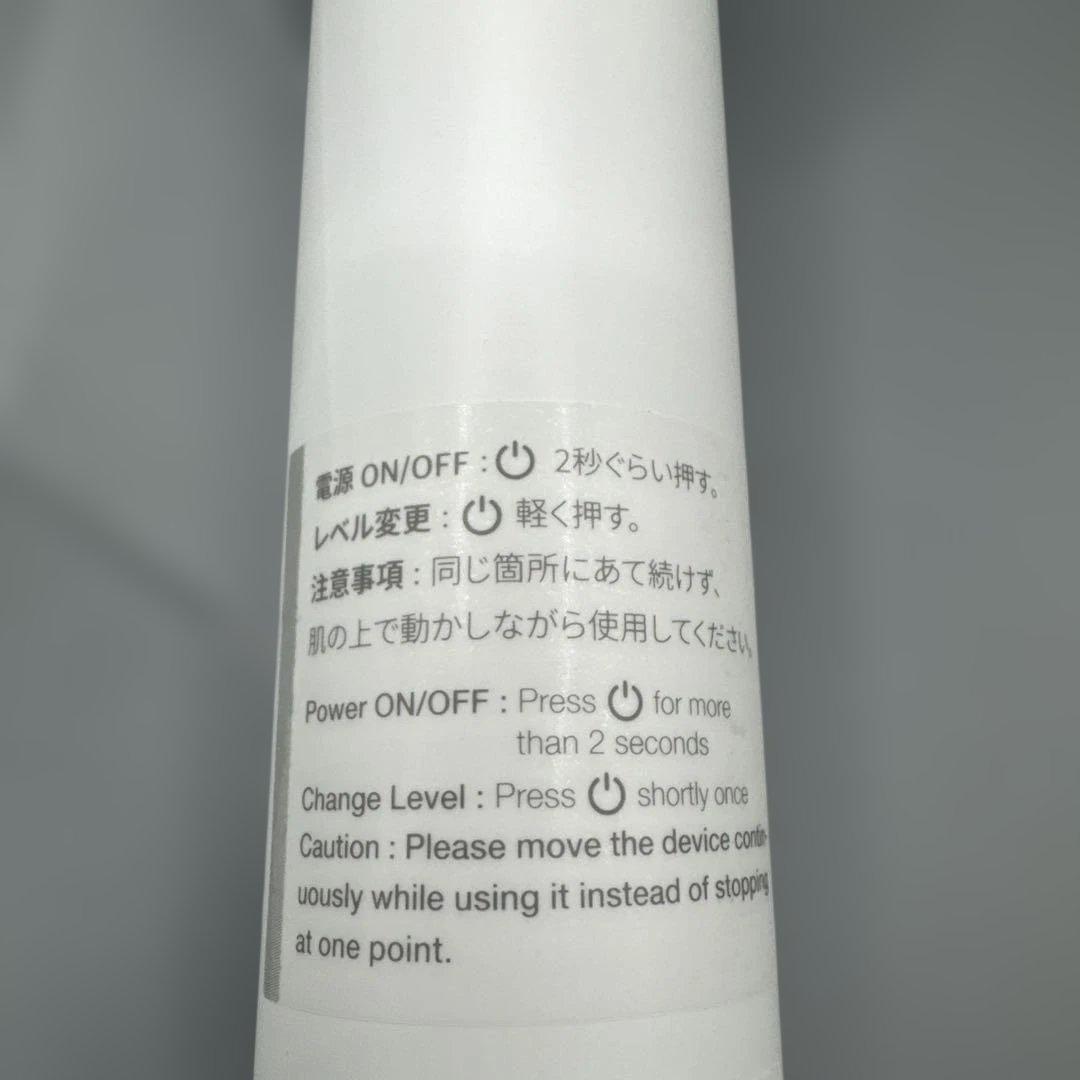 電源 ON/OFF : ⏻ 2秒ぐらい押す。
レベル変更 : ⏻ 軽く押す。
注意事項 : 同じ箇所にあて続けず、
肌の上で動かしながら使用してください。
Power ON/OFF : Press ⏻ for more
than 2 seconds
Change Level : Press ⏻ shortly once
Caution : Please move the device contin-
uously while using it instead of stopping
at one point.